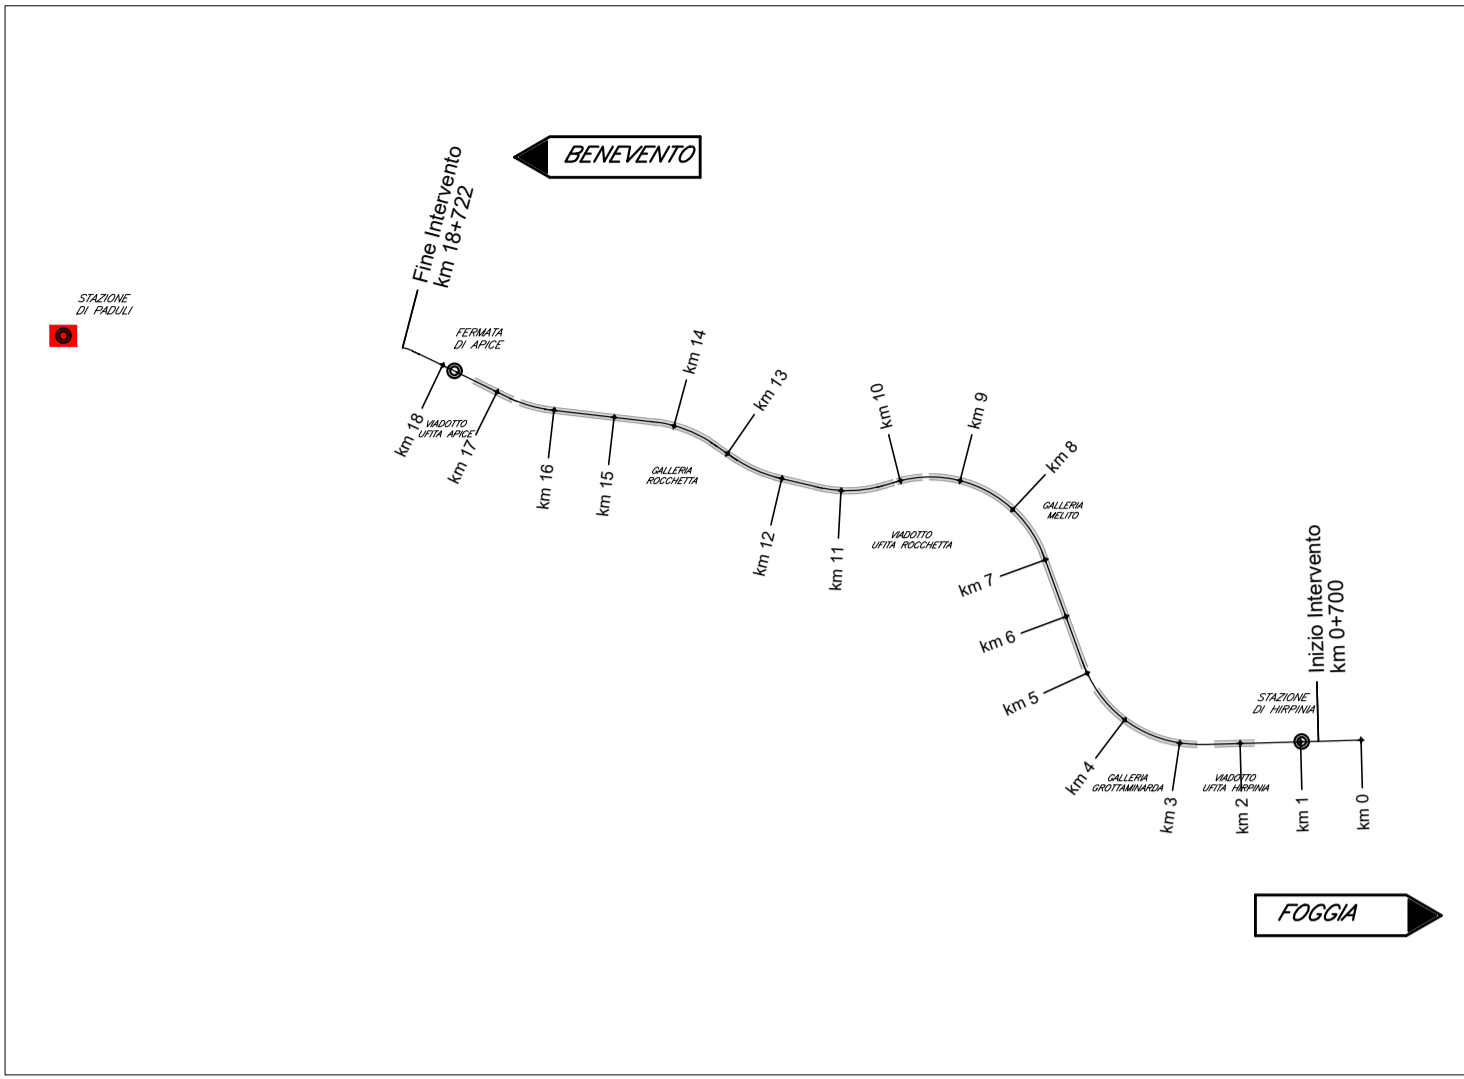 BENEVENTO
Fine Intervento
km 18+722
STAZIONE
DI PADULI
FERMATA
DI APICE
km 18
VIADOTTO
UFITA APICE
km 17
km 16
km 15
GALLERIA
ROCCHETTA
km 14
km 13
km 12
km 11
km 10
VIADOTTO
UFITA ROCCHETTA
km 9
km 8
GALLERIA
MELITO
km 7
km 6
km 5
km 4
GALLERIA
GROTTAMINARDA
km 3
VIADOTTO
UFITA HIRPINIA
km 2
STAZIONE
DI HIRPINIA
km 1
Inizio Intervento
km 0+700
km 0
FOGGIA